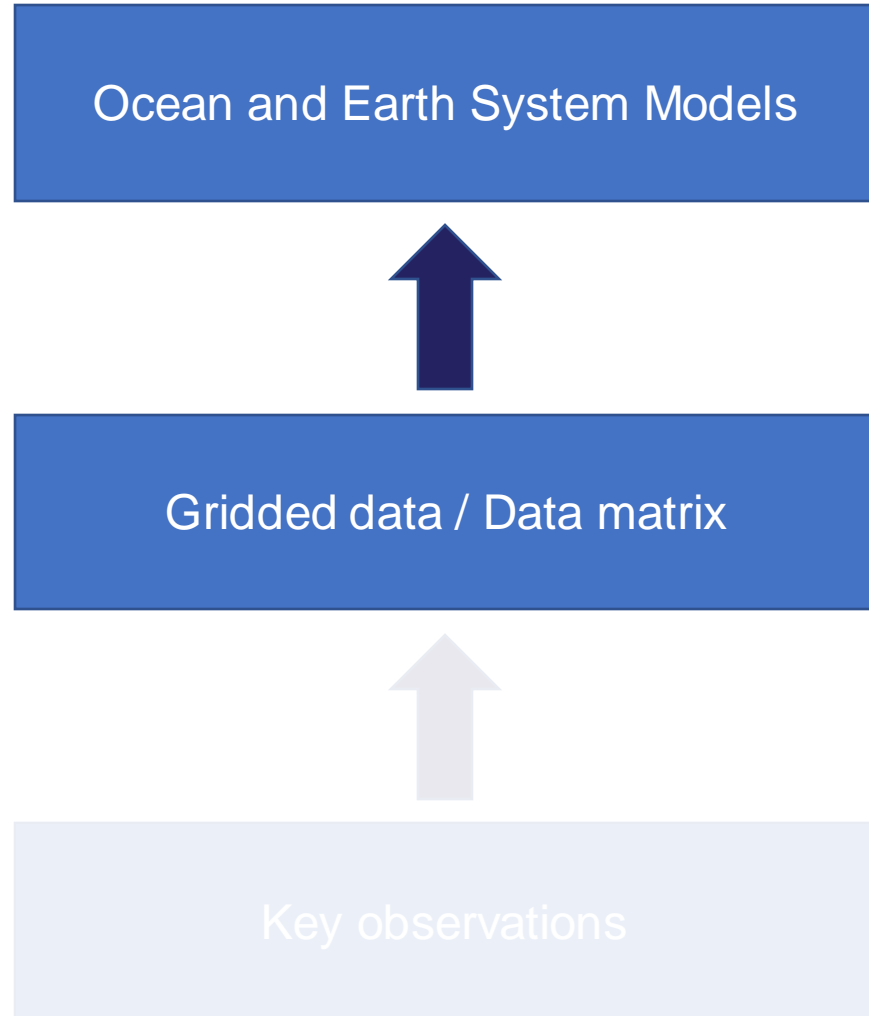 Ocean and Earth System Models
Gridded data / Data matrix
Key observations